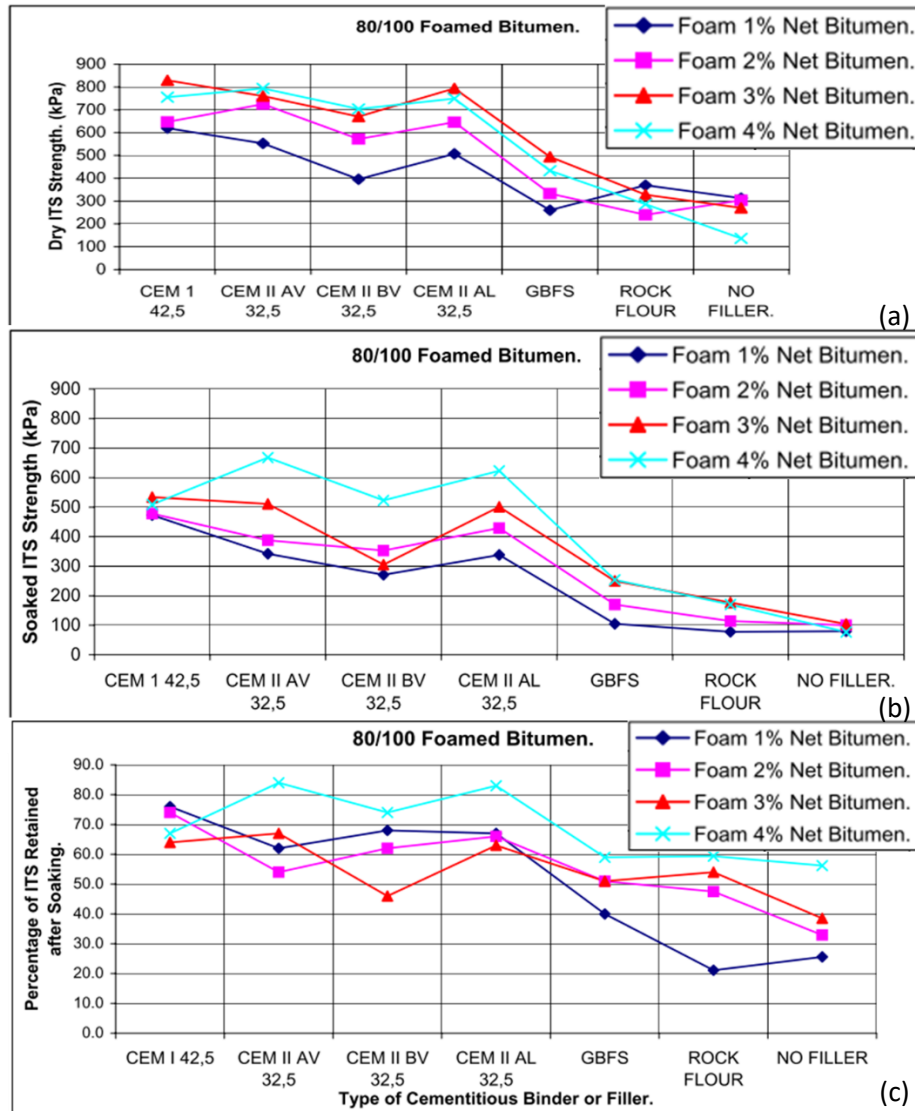 80/100 Foamed Bitumen.
Foam 1% Net Bitumen.
Foam 2% Net Bitumen.
Foam 3% Net Bitumen.
Foam 4% Net Bitumen.
Dry ITS Strength. (kPa)
900
800
700
600
500
400
300
200
100
0
CEM 1 42,5
CEM II AV 32,5
CEM II BV 32,5
CEM II AL 32,5
GBFS
ROCK FLOUR
NO FILLER.
(a)
80/100 Foamed Bitumen.
Foam 1% Net Bitumen.
Foam 2% Net Bitumen.
Foam 3% Net Bitumen.
Foam 4% Net Bitumen.
Soaked ITS Strength (kPa)
900
800
700
600
500
400
300
200
100
0
CEM 1 42,5
CEM II AV 32,5
CEM II BV 32,5
CEM II AL 32,5
GBFS
ROCK FLOUR
NO FILLER.
(b)
80/100 Foamed Bitumen.
Foam 1% Net Bitumen.
Foam 2% Net Bitumen.
Foam 3% Net Bitumen.
Foam 4% Net Bitumen.
Percentage of ITS Retained
after Soaking.
90.0
80.0
70.0
60.0
50.0
40.0
30.0
20.0
10.0
0.0
CEM I 42,5
CEM II AV 32,5
CEM II BV 32,5
CEM II AL 32,5
GBFS
ROCK FLOUR
NO FILLER
Type of Cementitious Binder or Filler.
(c)